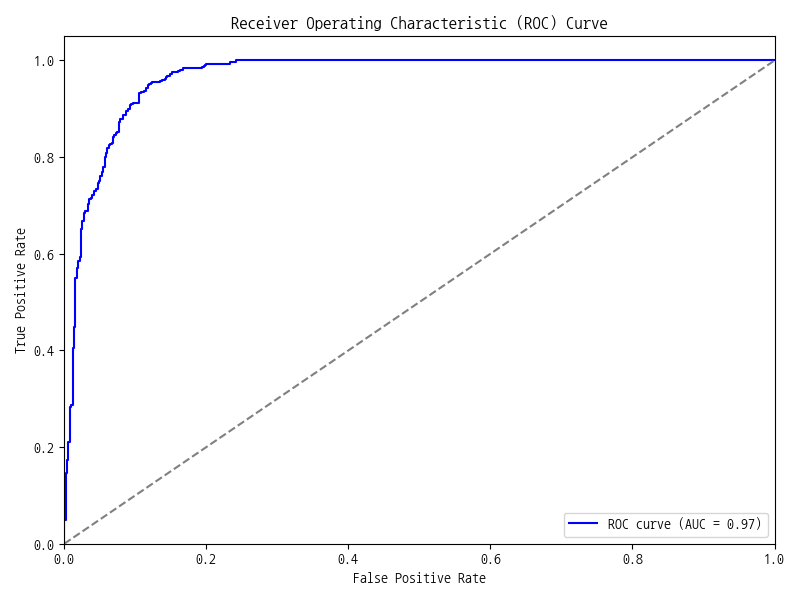 Receiver Operating Characteristic (ROC) Curve
1.0
0.8
0.6
0.4
0.2
0.0
True Positive Rate
ROC curve (AUC = 0.97)
0.0 0.2 0.4 0.6 0.8 1.0
False Positive Rate